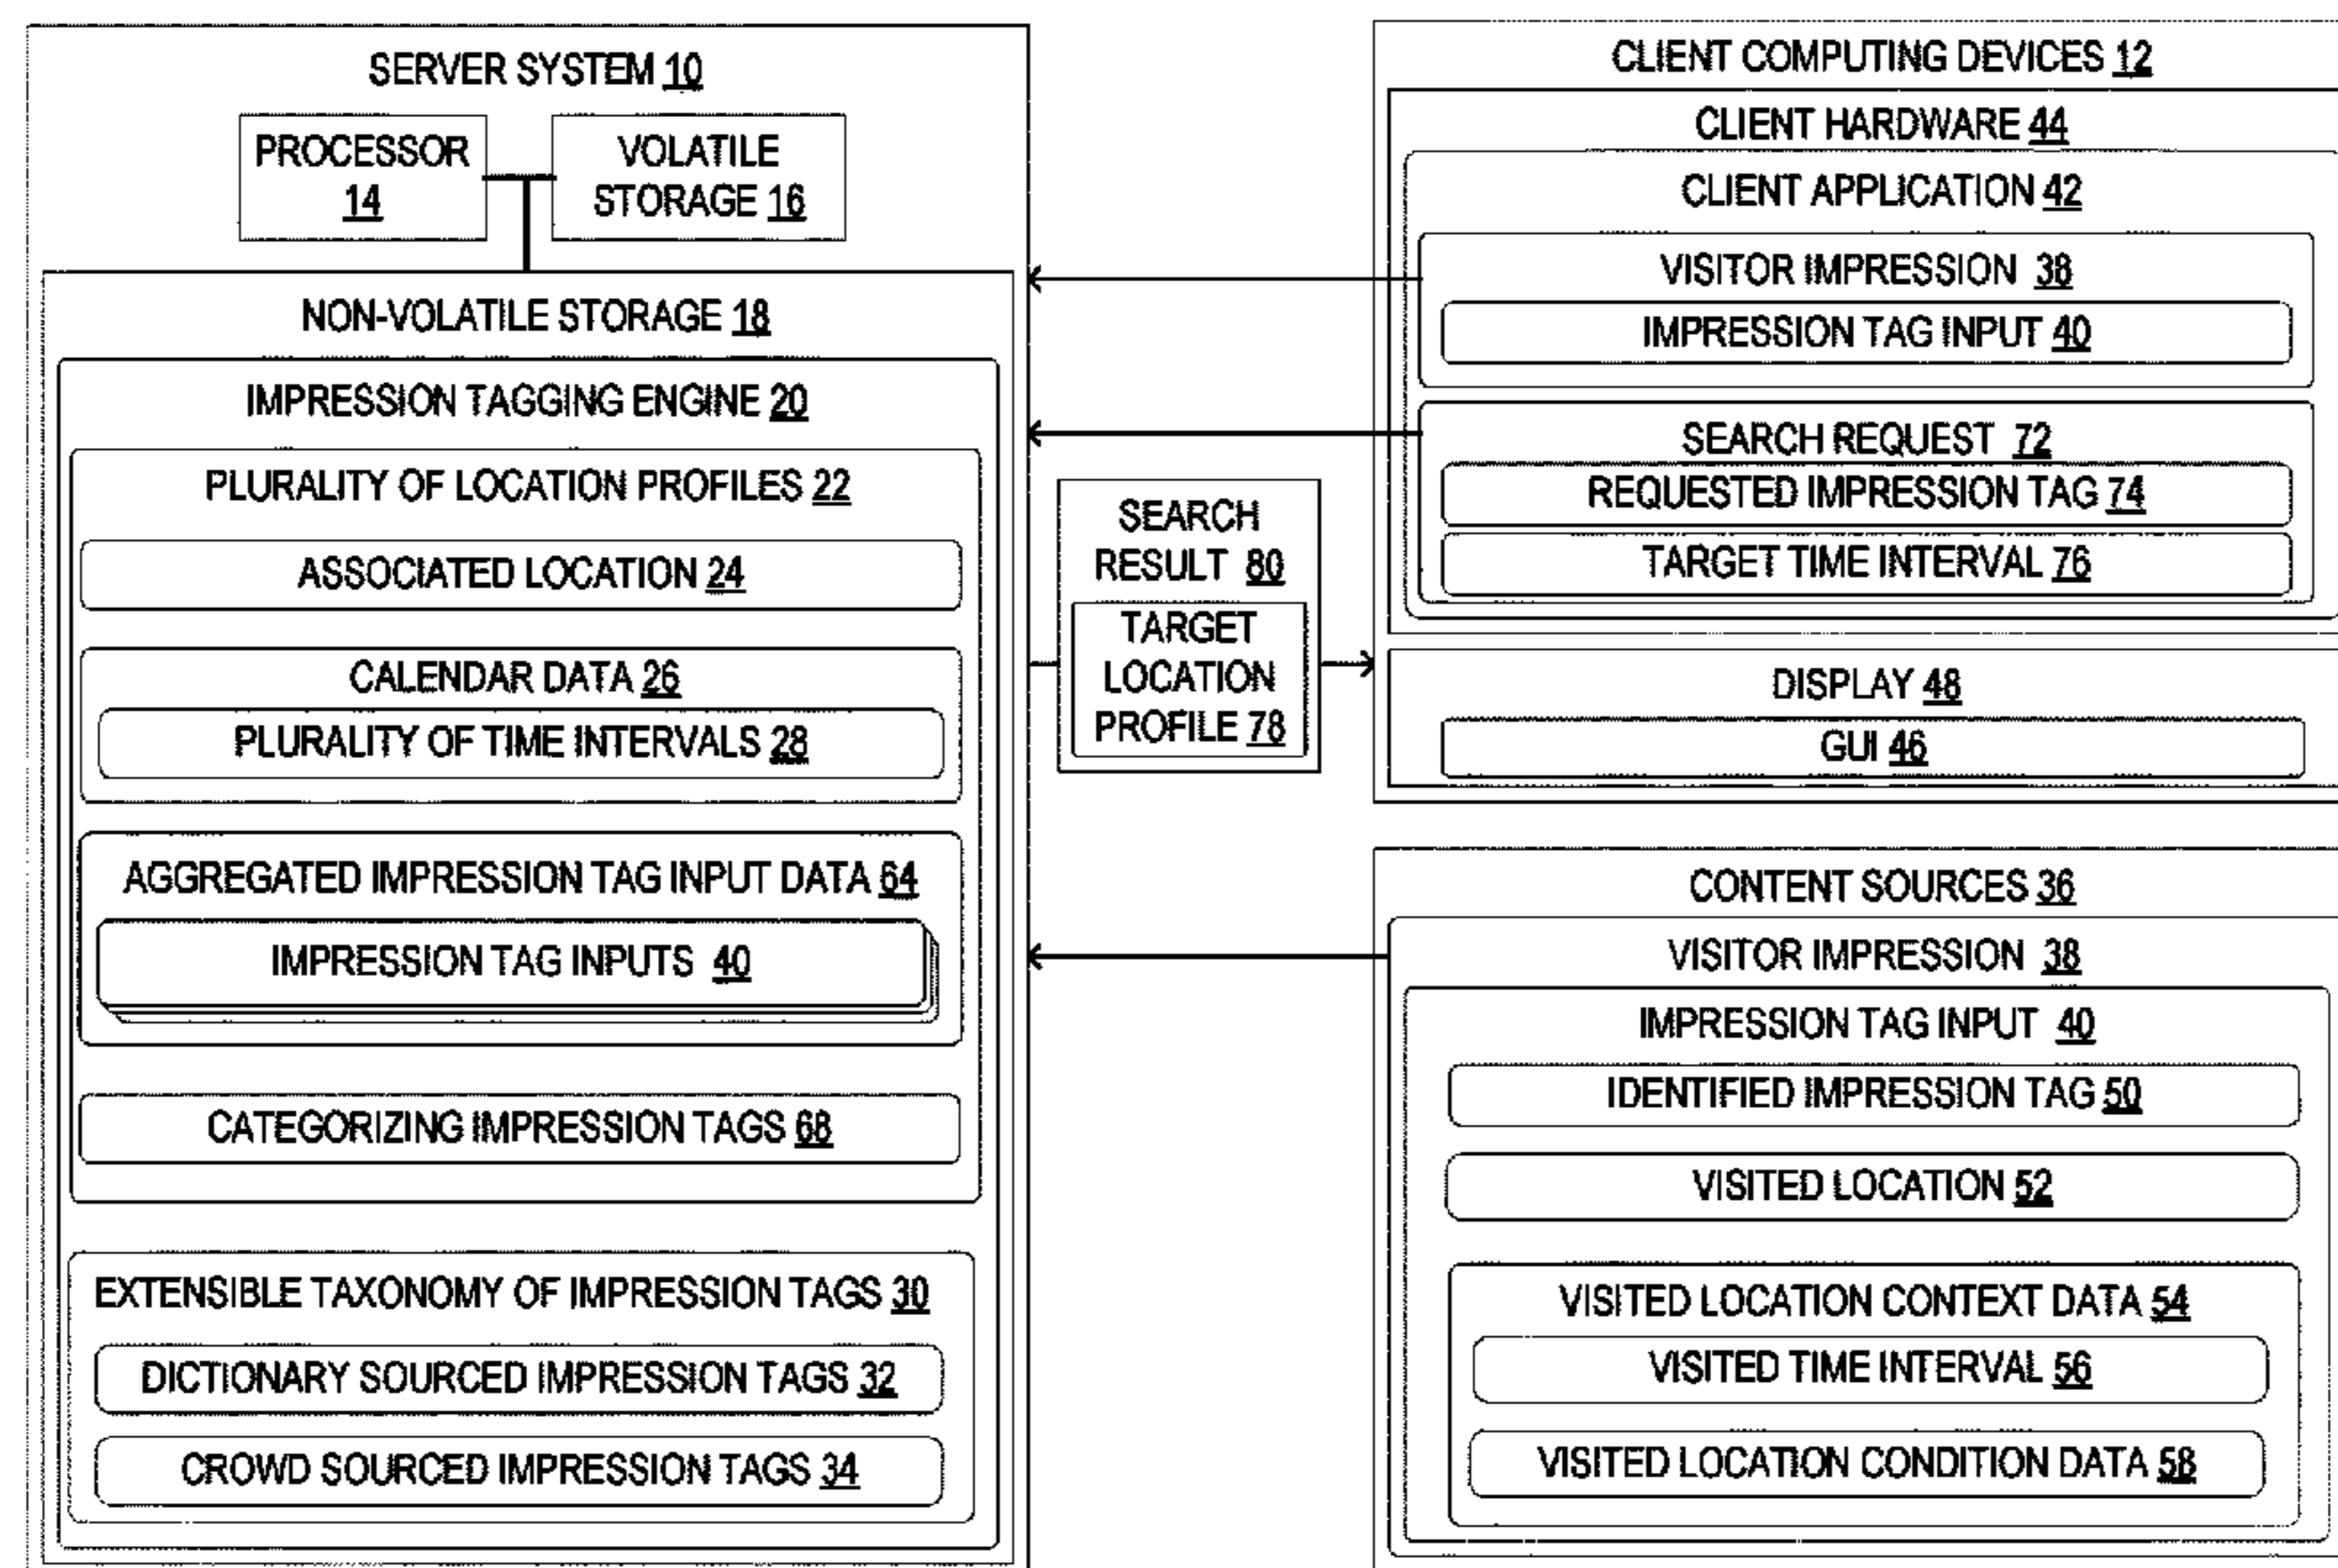 SERVER SYSTEM 10
PROCESSOR
14
VOLATILE
STORAGE 16
NON-VOLATILE STORAGE 18
IMPRESSION TAGGING ENGINE 20
PLURALITY OF LOCATION PROFILES 22
ASSOCIATED LOCATION 24
CALENDAR DATA 26
PLURALITY OF TIME INTERVALS 28
AGGREGATED IMPRESSION TAG INPUT DATA 64
IMPRESSION TAG INPUTS 40
CATEGORIZING IMPRESSION TAGS 68
EXTENSIBLE TAXONOMY OF IMPRESSION TAGS 30
DICTIONARY SOURCED IMPRESSION TAGS 32
CROWD SOURCED IMPRESSION TAGS 34
SEARCH
RESULT 80
TARGET
LOCATION
PROFILE 78
CLIENT COMPUTING DEVICES 12
CLIENT HARDWARE 44
CLIENT APPLICATION 42
VISITOR IMPRESSION 38
IMPRESSION TAG INPUT 40
SEARCH REQUEST 72
REQUESTED IMPRESSION TAG 74
TARGET TIME INTERVAL 76
DISPLAY 48
GUI 46
CONTENT SOURCES 36
VISITOR IMPRESSION 38
IMPRESSION TAG INPUT 40
IDENTIFIED IMPRESSION TAG 50
VISITED LOCATION 52
VISITED LOCATION CONTEXT DATA 54
VISITED TIME INTERVAL 56
VISITED LOCATION CONDITION DATA 58